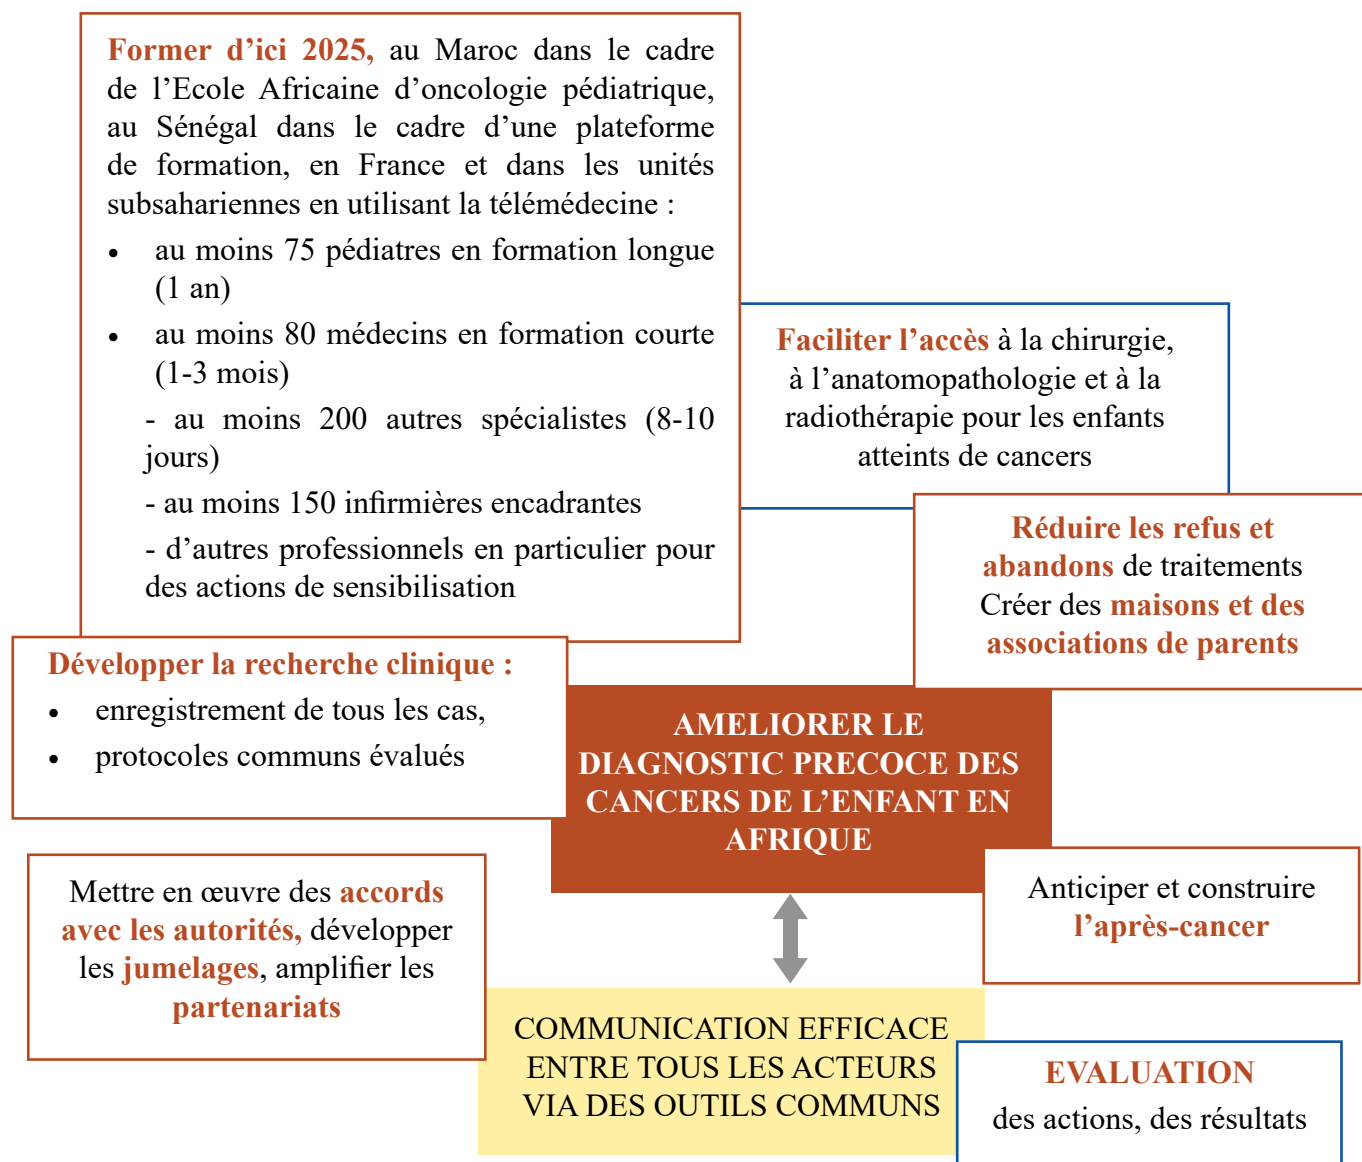 Former d’ici 2025, au Maroc dans le cadre
de l’Ecole Africaine d’oncologie pédiatrique,
au Sénégal dans le cadre d’une plateforme
de formation, en France et dans les unités
subsahariennes en utilisant la télémédecine :
• au moins 75 pédiatres en formation longue
(1 an)
• au moins 80 médecins en formation courte
(1-3 mois)
- au moins 200 autres spécialistes (8-10
jours)
- au moins 150 infirmières encadrantes
- d’autres professionnels en particulier pour
des actions de sensibilisation
Faciliter l’accès à la chirurgie,
à l’anatomopathologie et à la
radiothérapie pour les enfants
atteints de cancers
Réduire les refus et
abandons de traitements
Créer des maisons et des
associations de parents
Développer la recherche clinique :
• enregistrement de tous les cas,
• protocoles communs évalués
AMELIORER LE
DIAGNOSTIC PRECOCE DES
CANCERS DE L’ENFANT EN
AFRIQUE
Mettre en œuvre des accords
avec les autorités, développer
les jumelages, amplifier les
partenariats
Anticiper et construire
l’après-cancer
COMMUNICATION EFFICACE
ENTRE TOUS LES ACTEURS
VIA DES OUTILS COMMUNS
EVALUATION
des actions, des résultats